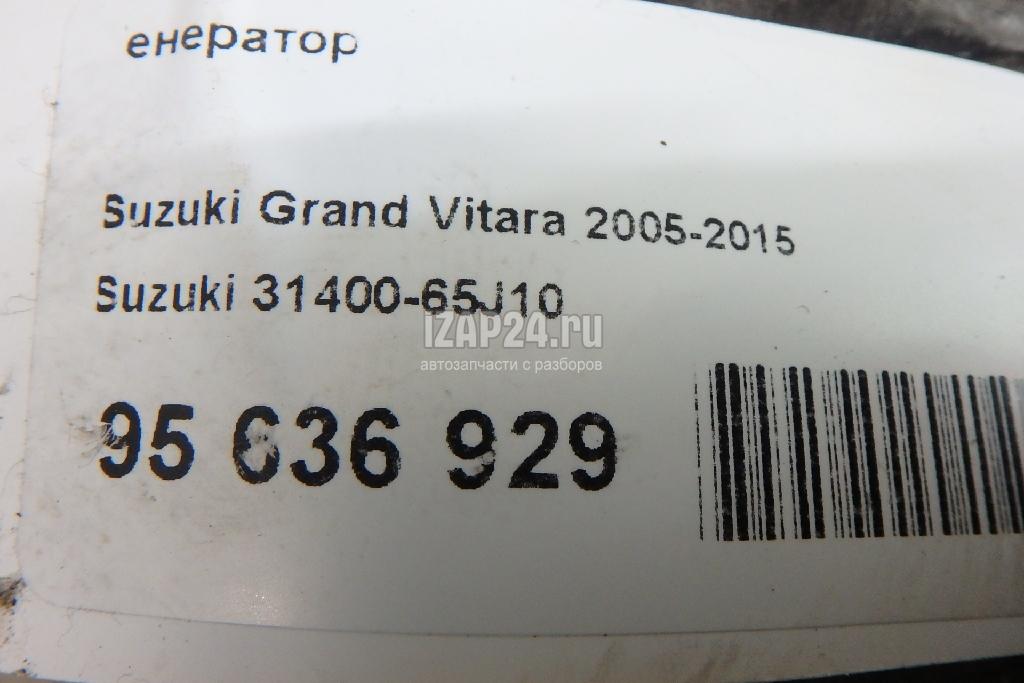 енератор
Suzuki Grand Vitara 2005-2015
Suzuki 31400-65J10
iZAP24.ru
автозапчасти с разборов
95 636 929